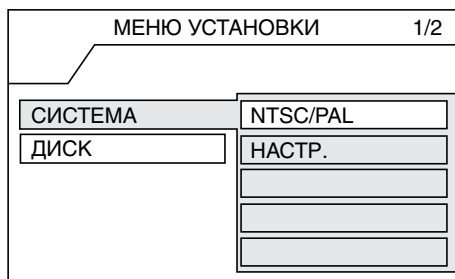 МЕНЮ УСТАНОВКИ 1/2
СИСТЕМА NTSC/PAL
ДИСК НАСТР.